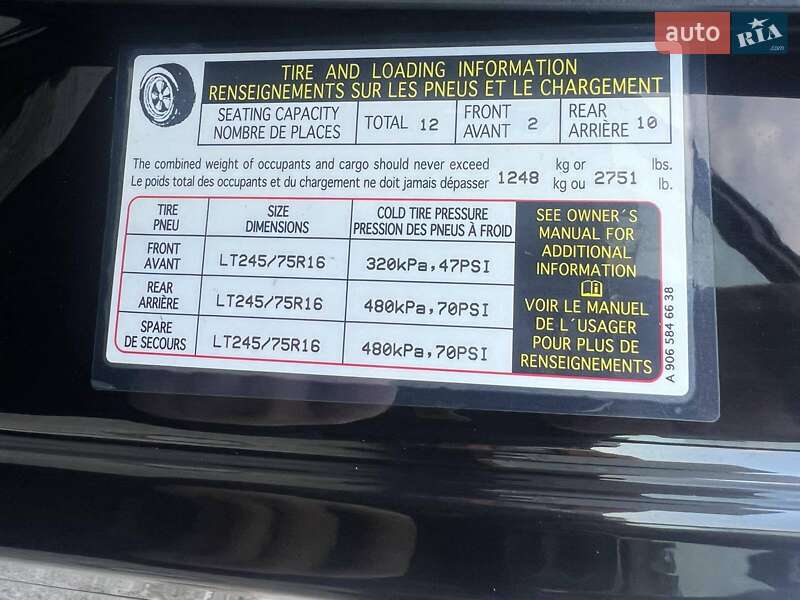 auto RIA.com
TIRE AND LOADING INFORMATION
RENSEIGNEMENTS SUR LES PNEUS ET LE CHARGEMENT
SEATING CAPACITY
NOMBRE DE PLACES
TOTAL 12
FRONT
AVANT 2
REAR
ARRIÈRE 10
The combined weight of occupants and cargo should never exceed
Le poids total des occupants et du chargement ne doit jamais dépasser
1248 kg or
kg ou
2751 lbs.
lb.
TIRE
PNEU
SIZE
DIMENSIONS
COLD TIRE PRESSURE
PRESSION DES PNEUS À FROID
FRONT
AVANT
LT245/75R16
320kPa,47PSI
REAR
ARRIÈRE
LT245/75R16
480kPa,70PSI
SPARE
DE SECOURS
LT245/75R16
480kPa,70PSI
SEE OWNER´S
MANUAL FOR
ADDITIONAL
INFORMATION
VOIR LE MANUEL
DE L´USAGER
POUR PLUS DE
RENSEIGNEMENTS
A 906 584 66 38